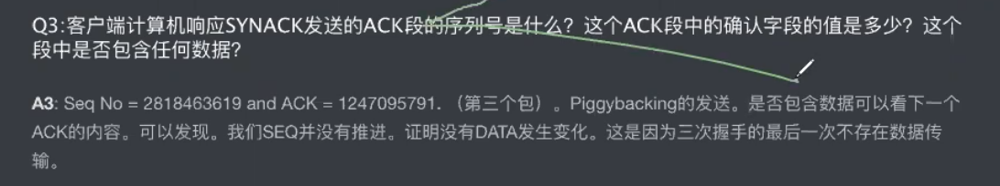 Q3:客户端计算机响应SYNACK发送的ACK段的序列号是什么？这个ACK段中的确认字段的值是多少？这个
段中是否包含任何数据？
A3: Seq No = 2818463619 and ACK = 1247095791. （第三个包）。Piggybacking的发送。是否包含数据可以看下一个
ACK的内容。可以发现。我们SEQ并没有推进。证明没有DATA发生变化。这是因为三次握手的最后一次不存在数据传
输。